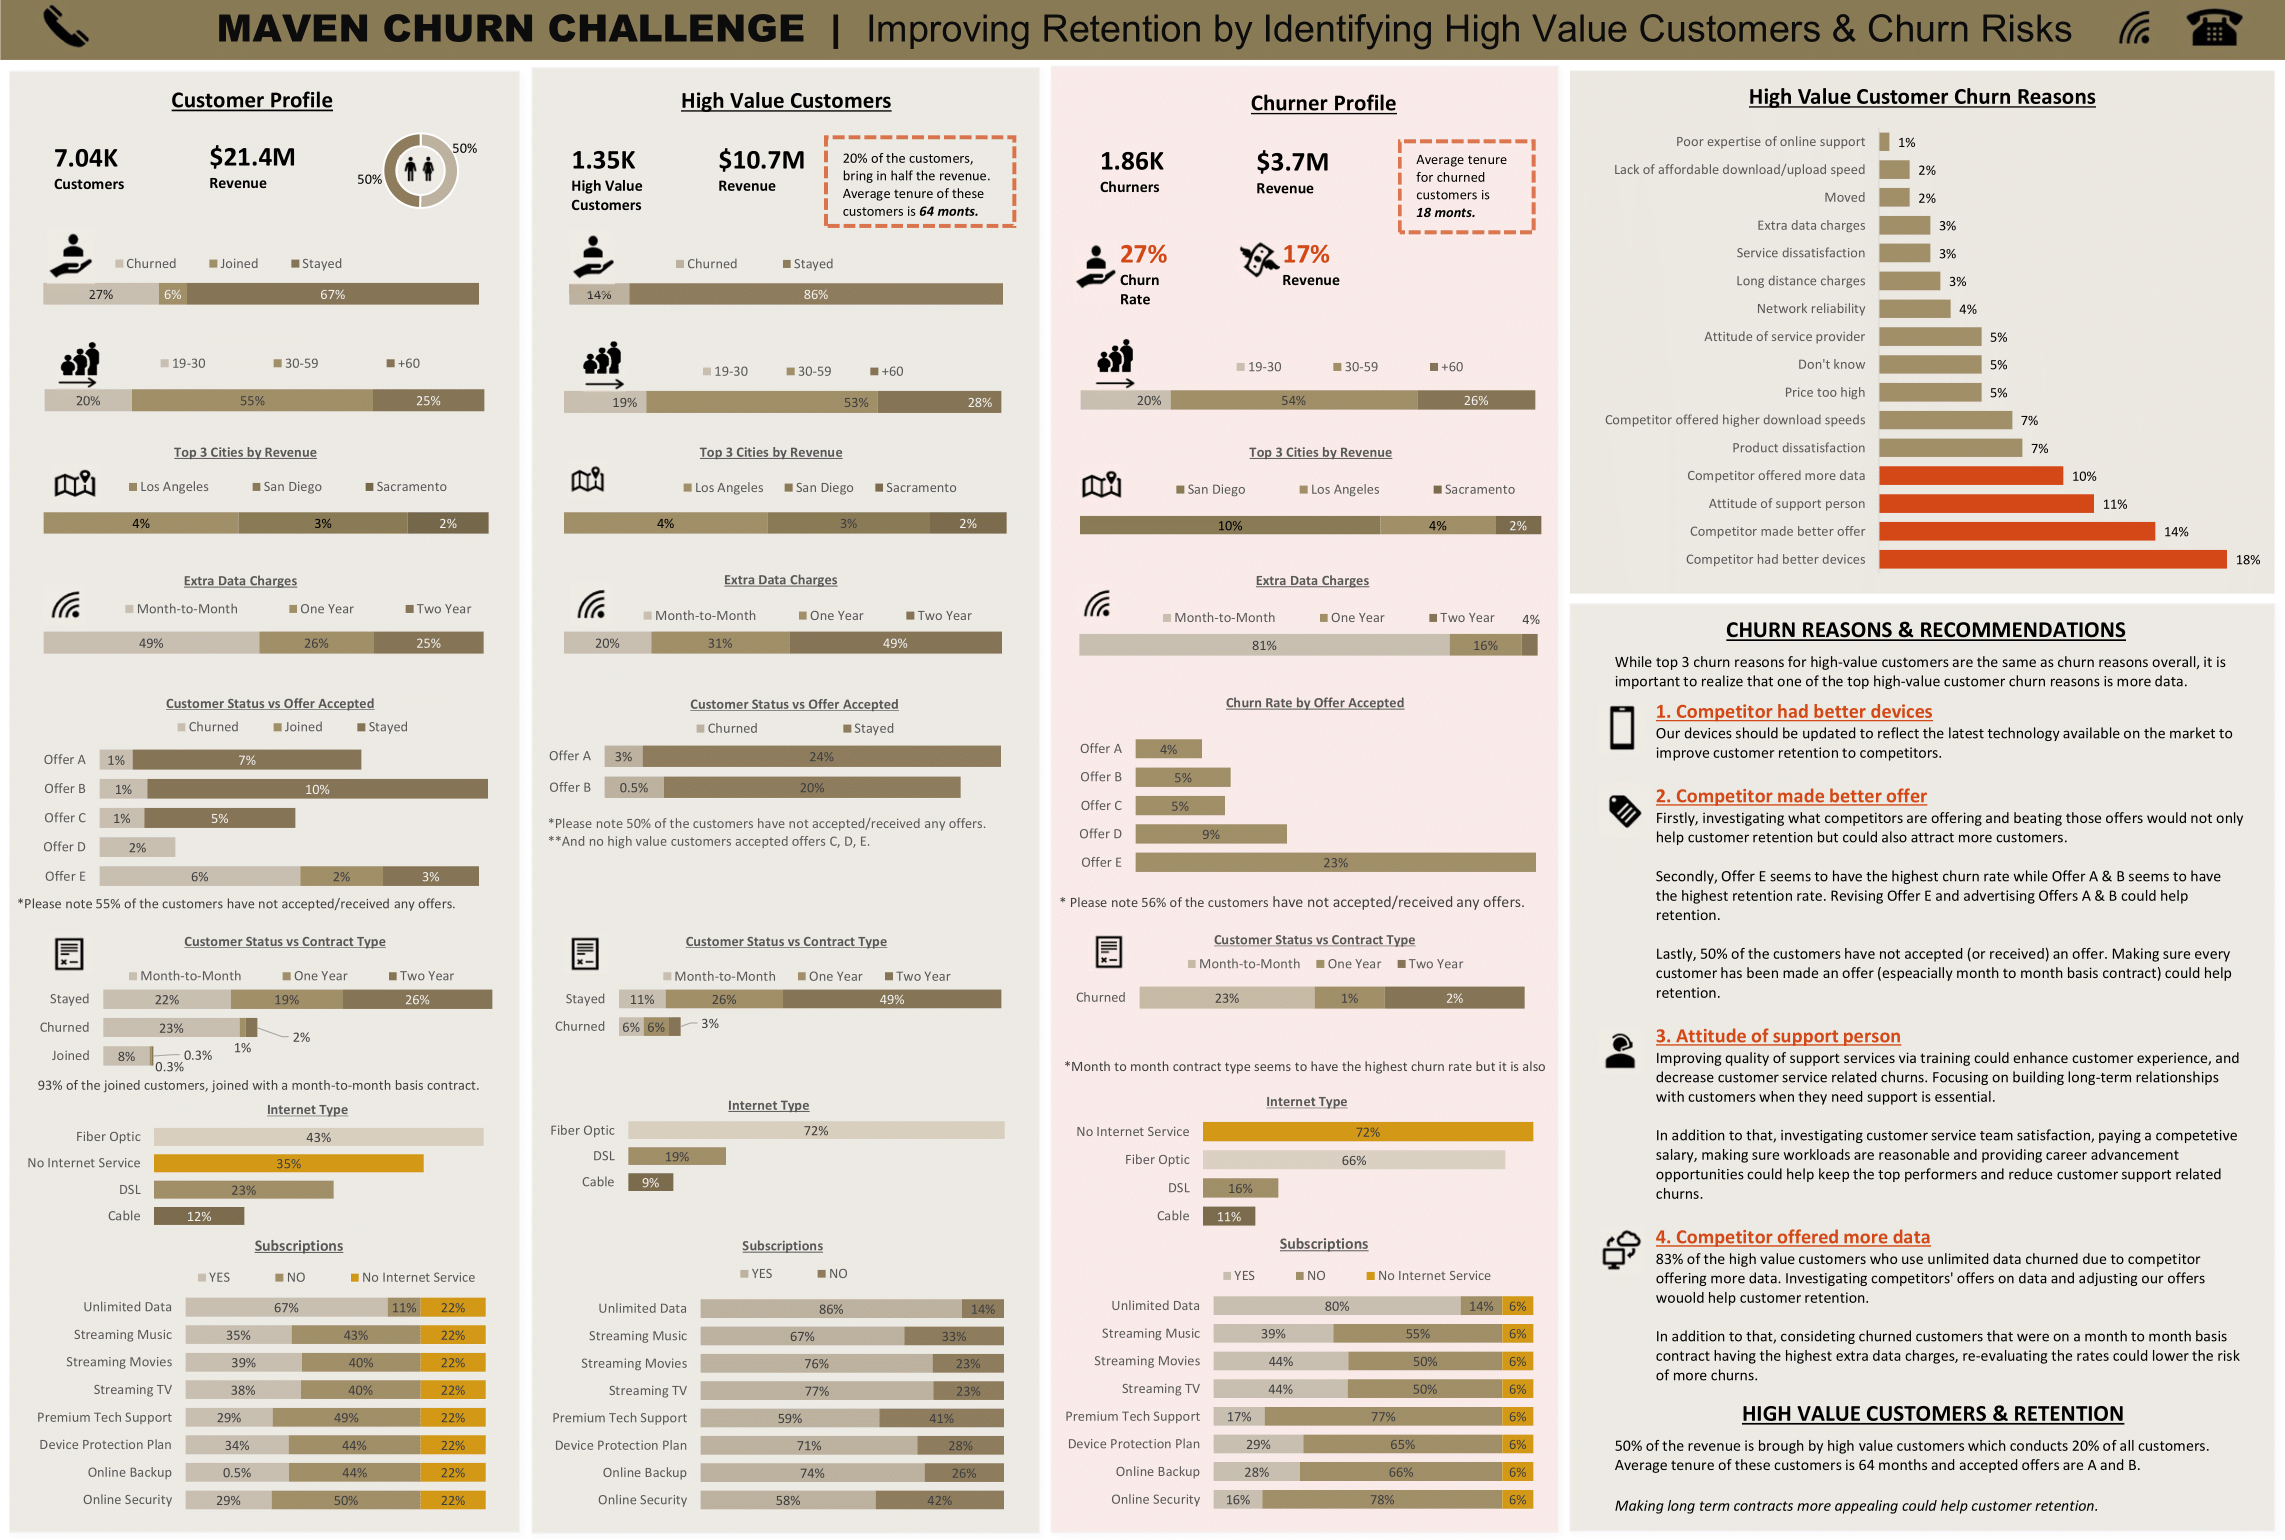 MAVEN CHURN CHALLENGE | Improving Retention by Identifying High Value Customers & Churn Risks
Customer Profile
7.04K
Customers
$21.4M
Revenue
50%
50%
Churned Joined Stayed
27% 6% 67%
19-30 30-59 +60
20% 55% 25%
Top 3 Cities by Revenue
Los Angeles San Diego Sacramento
4% 3% 2%
Extra Data Charges
Month-to-Month One Year Two Year
49% 26% 25%
Customer Status vs Offer Accepted
Churned Joined Stayed
Offer A 1% 7%
Offer B 1% 10%
Offer C 1% 5%
Offer D 2%
Offer E 6% 2% 3%
*Please note 55% of the customers have not accepted/received any offers.
Customer Status vs Contract Type
Month-to-Month One Year Two Year
Stayed 22% 19% 26%
Churned 23% 1% 2%
Joined 8% 0.3% 0.3%
93% of the joined customers, joined with a month-to-month basis contract.
Internet Type
Fiber Optic 43%
No Internet Service 35%
DSL 23%
Cable 12%
Subscriptions
YES NO No Internet Service
Unlimited Data 67% 11% 22%
Streaming Music 35% 43% 22%
Streaming Movies 39% 40% 22%
Streaming TV 38% 40% 22%
Premium Tech Support 29% 49% 22%
Device Protection Plan 34% 44% 22%
Online Backup 0.5% 44% 22%
Online Security 29% 50% 22%
High Value Customers
1.35K
High Value
Customers
$10.7M
Revenue
20% of the customers,
bring in half the revenue.
Average tenure of these
customers is 64 monts.
Churned Stayed
14% 86%
19-30 30-59 +60
19% 53% 28%
Top 3 Cities by Revenue
Los Angeles San Diego Sacramento
4% 3% 2%
Extra Data Charges
Month-to-Month One Year Two Year
20% 31% 49%
Customer Status vs Offer Accepted
Churned Stayed
Offer A 3% 24%
Offer B 0.5% 20%
*Please note 50% of the customers have not accepted/received any offers.
**And no high value customers accepted offers C, D, E.
Customer Status vs Contract Type
Month-to-Month One Year Two Year
Stayed 11% 26% 49%
Churned 6% 6% 3%
Internet Type
Fiber Optic 72%
DSL 19%
Cable 9%
Subscriptions
YES NO
Unlimited Data 86% 14%
Streaming Music 67% 33%
Streaming Movies 76% 23%
Streaming TV 77% 23%
Premium Tech Support 59% 41%
Device Protection Plan 71% 28%
Online Backup 74% 26%
Online Security 58% 42%
Churner Profile
1.86K
Churners
$3.7M
Revenue
Average tenure
for churned
customers is
18 monts.
27%
Churn
Rate
17%
Revenue
19-30 30-59 +60
20% 54% 26%
Top 3 Cities by Revenue
San Diego Los Angeles Sacramento
10% 4% 2%
Extra Data Charges
Month-to-Month One Year Two Year
81% 16% 4%
Churn Rate by Offer Accepted
Offer A 4%
Offer B 5%
Offer C 5%
Offer D 9%
Offer E 23%
* Please note 56% of the customers have not accepted/received any offers.
Customer Status vs Contract Type
Month-to-Month One Year Two Year
Churned 23% 1% 2%
*Month to month contract type seems to have the highest churn rate but it is also
Internet Type
No Internet Service 72%
Fiber Optic 66%
DSL 16%
Cable 11%
Subscriptions
YES NO No Internet Service
Unlimited Data 80% 14% 6%
Streaming Music 39% 55% 6%
Streaming Movies 44% 50% 6%
Streaming TV 44% 50% 6%
Premium Tech Support 17% 77% 6%
Device Protection Plan 29% 65% 6%
Online Backup 28% 66% 6%
Online Security 16% 78% 6%
High Value Customer Churn Reasons
Poor expertise of online support 1%
Lack of affordable download/upload speed 2%
Moved 2%
Extra data charges 3%
Service dissatisfaction 3%
Long distance charges 3%
Network reliability 4%
Attitude of service provider 5%
Don't know 5%
Price too high 5%
Competitor offered higher download speeds 7%
Product dissatisfaction 7%
Competitor offered more data 10%
Attitude of support person 11%
Competitor made better offer 14%
Competitor had better devices 18%
CHURN REASONS & RECOMMENDATIONS
While top 3 churn reasons for high-value customers are the same as churn reasons overall, it is
important to realize that one of the top high-value customer churn reasons is more data.
1. Competitor had better devices
Our devices should be updated to reflect the latest technology available on the market to
improve customer retention to competitors.
2. Competitor made better offer
Firstly, investigating what competitors are offering and beating those offers would not only
help customer retention but could also attract more customers.
Secondly, Offer E seems to have the highest churn rate while Offer A & B seems to have
the highest retention rate. Revising Offer E and advertising Offers A & B could help
retention.
Lastly, 50% of the customers have not accepted (or received) an offer. Making sure every
customer has been made an offer (espeacially month to month basis contract) could help
retention.
3. Attitude of support person
Improving quality of support services via training could enhance customer experience, and
decrease customer service related churns. Focusing on building long-term relationships
with customers when they need support is essential.
In addition to that, investigating customer service team satisfaction, paying a competetive
salary, making sure workloads are reasonable and providing career advancement
opportunities could help keep the top performers and reduce customer support related
churns.
4. Competitor offered more data
83% of the high value customers who use unlimited data churned due to competitor
offering more data. Investigating competitors' offers on data and adjusting our offers
wouould help customer retention.
In addition to that, considetimg churned customers that were on a month to month basis
contract having the highest extra data charges, re-evaluating the rates could lower the risk
of more churns.
HIGH VALUE CUSTOMERS & RETENTION
50% of the revenue is brough by high value customers which conducts 20% of all customers.
Average tenure of these customers is 64 months and accepted offers are A and B.
Making long term contracts more appealing could help customer retention.